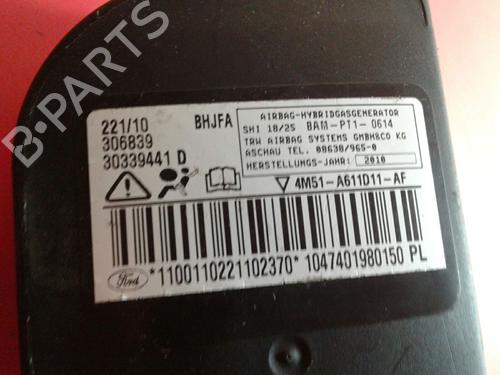 221/10
BHJFA
306839
30339441 D
AIRBAG-HYBRIDGASGENERATOR
SHI 18/25 BAM-PT1-0614
TRW AIRBAG SYSTEMS GMBH&CO KG
ASCHAU TEL. 08638/965-0
HERSTELLUNGS-JAHR: 2010
4M51-A611D11-AF
Ford
*1100110221102370*1047401980150 PL
B-PARTS